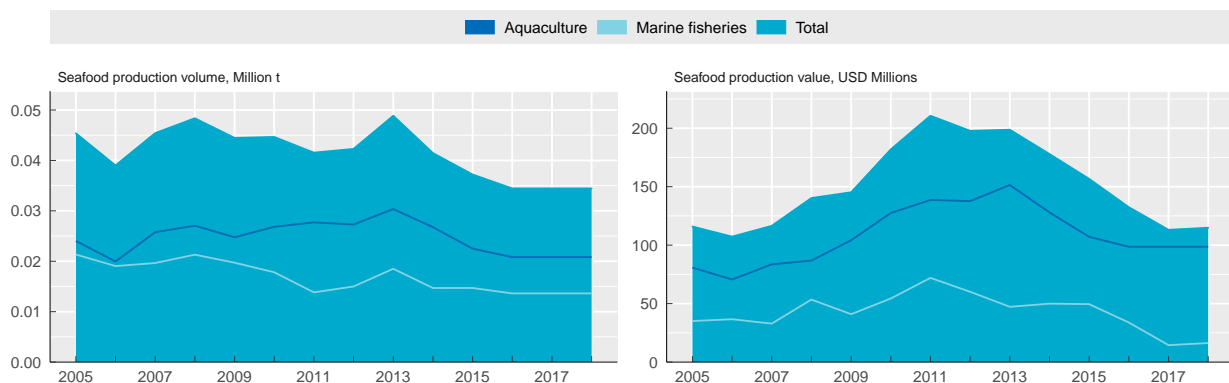 Aquaculture Marine fisheries Total
Seafood production volume, Million t
0.05
0.04
0.03
0.02
0.01
0.00
2005 2007 2009 2011 2013 2015 2017
Seafood production value, USD Millions
200
150
100
50
0
2005 2007 2009 2011 2013 2015 2017